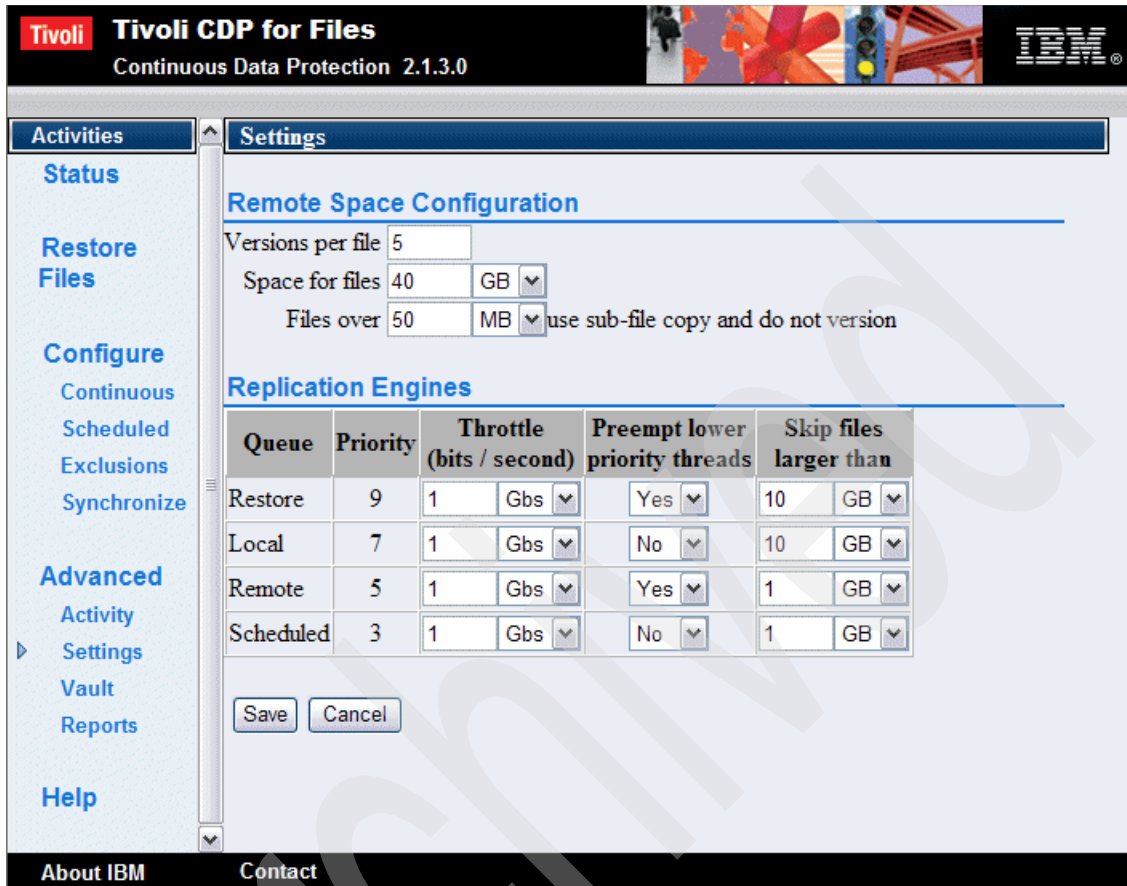 Tivoli
Tivoli CDP for Files
Continuous Data Protection 2.1.3.0
IBM®
Activities
Status
Restore
Files
Configure
Continuous
Scheduled
Exclusions
Synchronize
Advanced
Activity
Settings
Vault
Reports
Help
Settings
Remote Space Configuration
Versions per file 5
Space for files 40 GB
Files over 50 MB use sub-file copy and do not version
Replication Engines
Queue Priority Throttle (bits / second) Preempt lower priority threads Skip files larger than
Restore 9 1 Gbs Yes 10 GB
Local 7 1 Gbs No 10 GB
Remote 5 1 Gbs Yes 1 GB
Scheduled 3 1 Gbs No 1 GB
Save Cancel
About IBM Contact